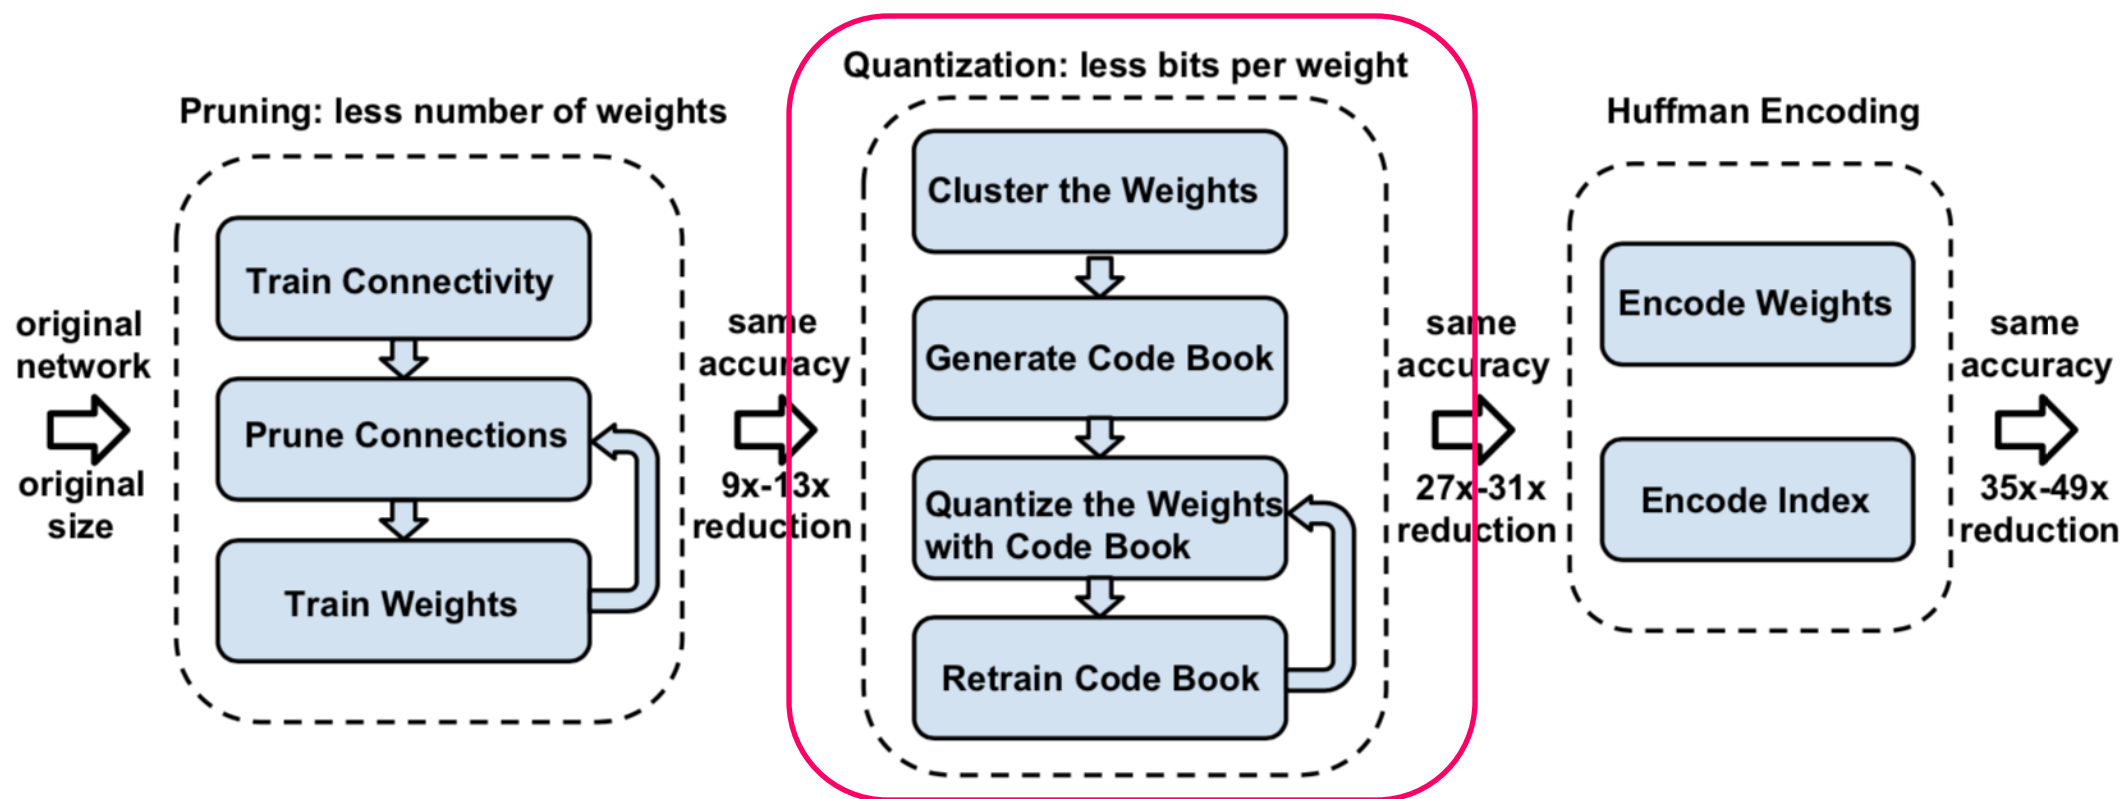 original
network
original
size
Pruning: less number of weights
Train Connectivity
Prune Connections
Train Weights
same
accuracy
9x-13x
reduction
Quantization: less bits per weight
Cluster the Weights
Generate Code Book
Quantize the Weights
with Code Book
Retrain Code Book
same
accuracy
27x-31x
reduction
Huffman Encoding
Encode Weights
Encode Index
same
accuracy
35x-49x
reduction